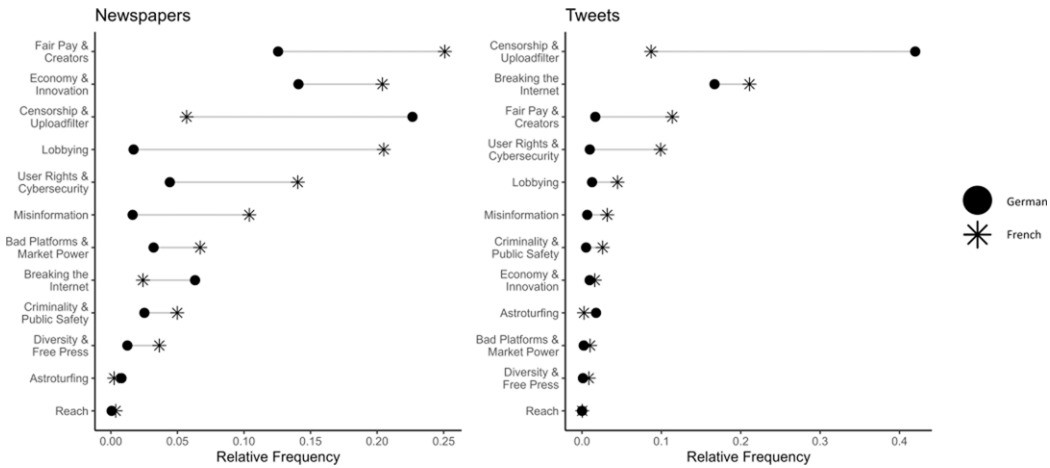 Newspapers
Fair Pay &
Creators
Economy &
Innovation
Censorship &
Uploadfilter
Lobbying
User Rights &
Cybersecurity
Misinformation
Bad Platforms &
Market Power
Breaking the
Internet
Criminality &
Public Safety
Diversity &
Free Press
Astroturfing
Reach
0.00 0.05 0.10 0.15 0.20 0.25
Relative Frequency
Tweets
Censorship &
Uploadfilter
Breaking the
Internet
Fair Pay &
Creators
User Rights &
Cybersecurity
Lobbying
Misinformation
Criminality &
Public Safety
Economy &
Innovation
Astroturfing
Bad Platforms &
Market Power
Diversity &
Free Press
Reach
0.0 0.1 0.2 0.3 0.4
Relative Frequency
German
French